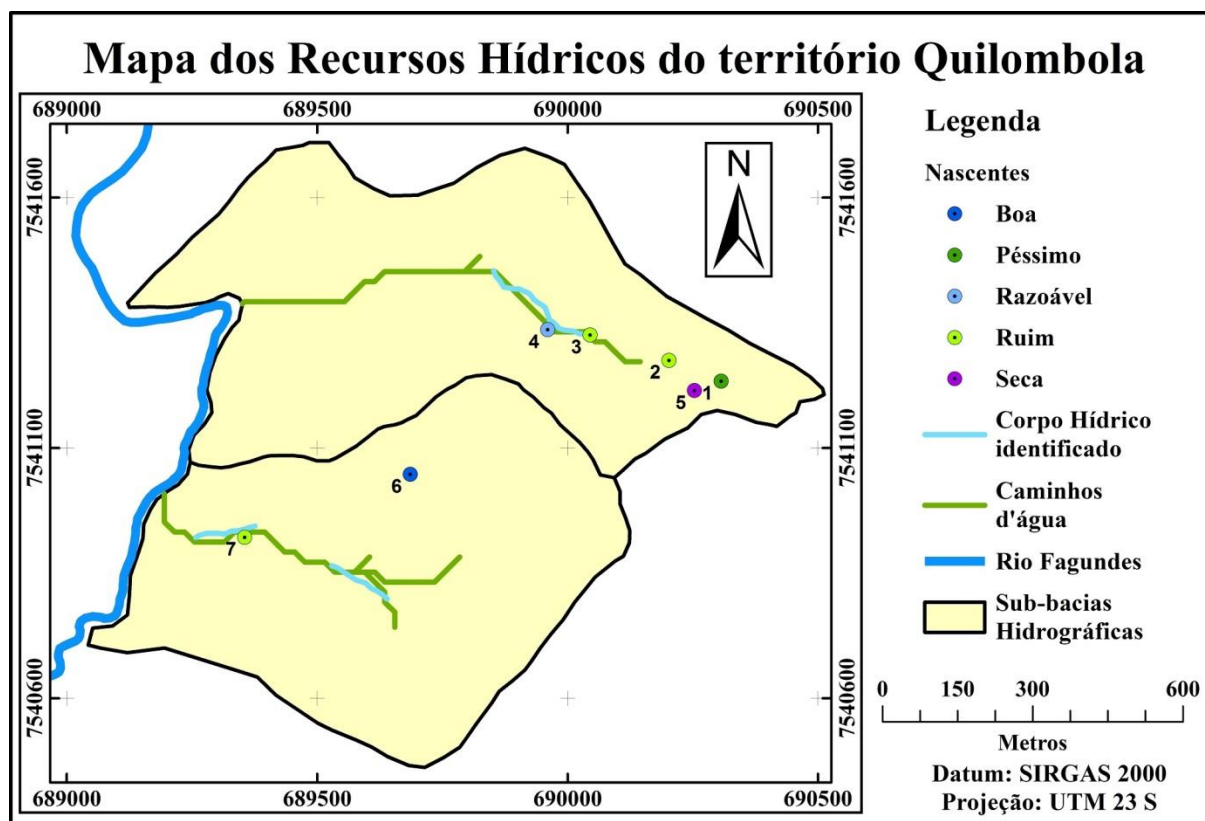 Mapa dos Recursos Hídricos do território Quilombola
689000 689500 690000 690500
7541600
7541100
7540600
7541600
7541100
7540600
689000 689500 690000 690500
N
4
3
2
5
1
6
7
Legenda
Nascentes
Boa
Péssimo
Razoável
Ruim
Seca
Corpo Hídrico
identificado
Caminhos
d'água
Rio Fagundes
Sub-bacias
Hidrográficas
0 150 300 600
Metros
Datum: SIRGAS 2000
Projeção: UTM 23 S